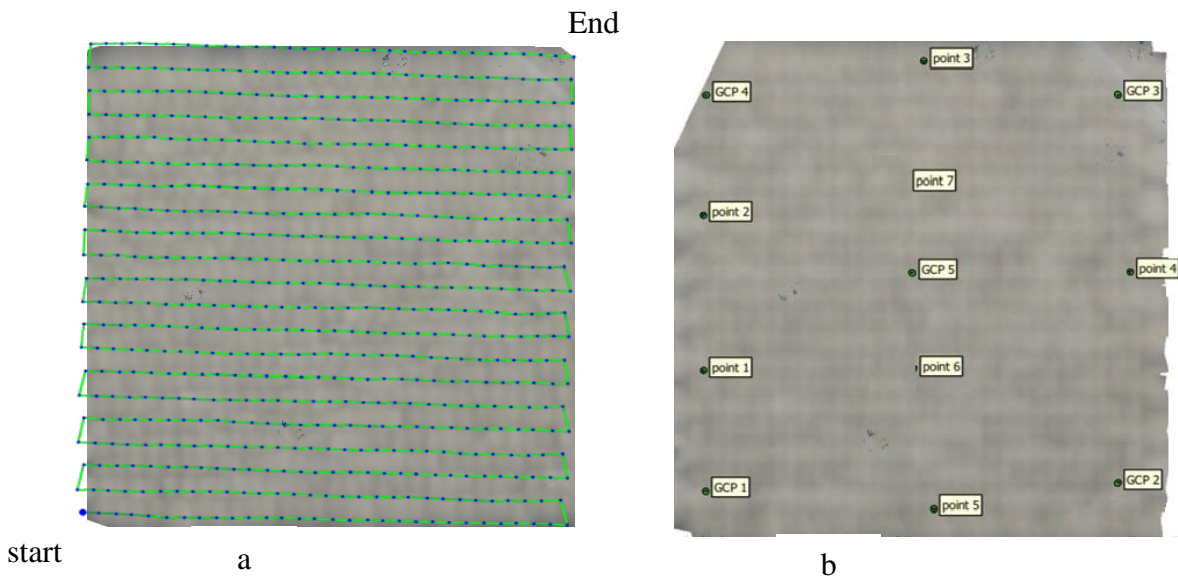 End
point 3
GCP 4
GCP 3
point 7
point 2
GCP 5
point 4
point 1
point 6
GCP 1
GCP 2
point 5
start
a
b